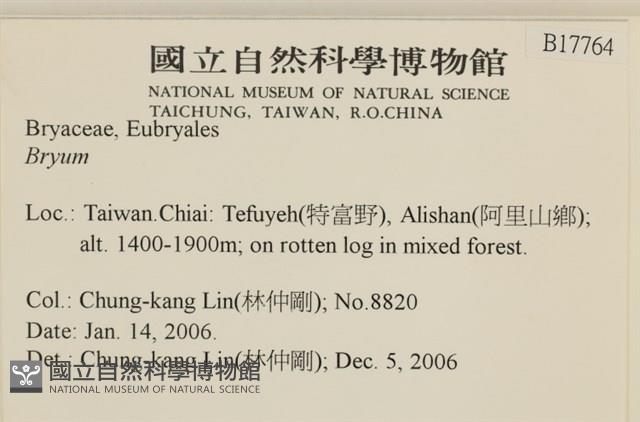 B17764
國立自然科學博物館
NATIONAL MUSEUM OF NATURAL SCIENCE
TAICHUNG, TAIWAN, R.O.CHINA
Bryaceae, Eubryales
Bryum
Loc.: Taiwan.Chiai: Tefuyeh(特富野), Alishan(阿里山鄉);
alt. 1400-1900m; on rotten log in mixed forest.
Col.: Chung-kang Lin(林仲剛); No.8820
Date: Jan. 14, 2006.
Det.: Chung-kang Lin(林仲剛); Dec. 5, 2006
國立自然科學博物館
NATIONAL MUSEUM OF NATURAL SCIENCE